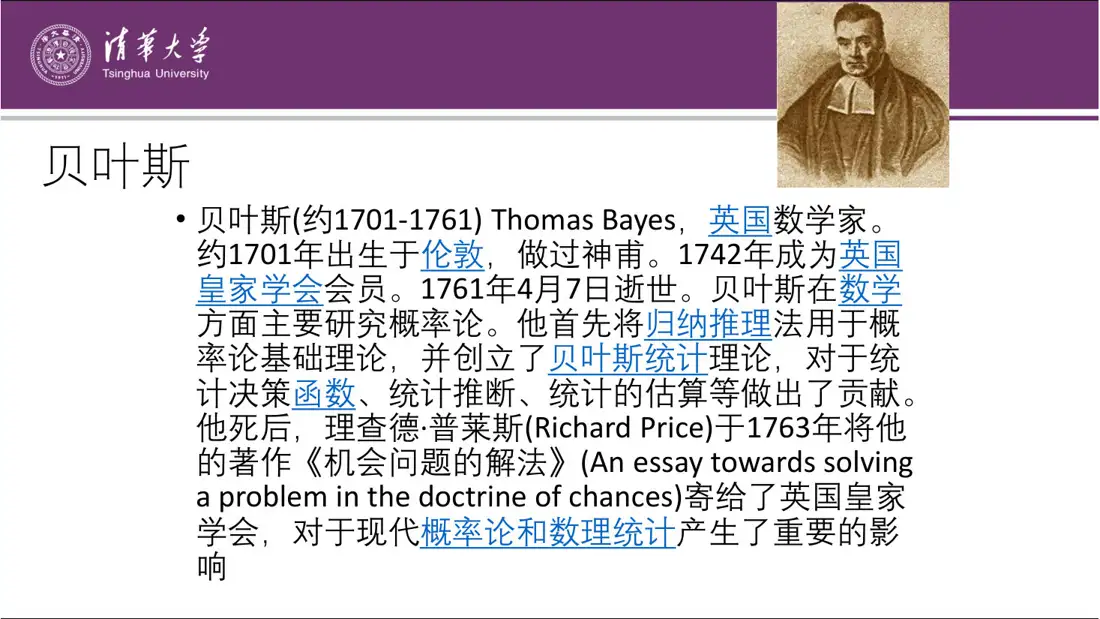 清华大学
Tsinghua University
贝叶斯
• 贝叶斯(约1701-1761) Thomas Bayes，英国数学家。
约1701年出生于伦敦，做过神甫。1742年成为英国
皇家学会会员。1761年4月7日逝世。贝叶斯在数学
方面主要研究概率论。他首先将归纳推理法用于概
率论基础理论，并创立了贝叶斯统计理论，对于统
计决策函数、统计推断、统计的估算等做出了贡献。
他死后，理查德·普莱斯(Richard Price)于1763年将他
的著作《机会问题的解法》(An essay towards solving
a problem in the doctrine of chances)寄给了英国皇家
学会，对于现代概率论和数理统计产生了重要的影
响